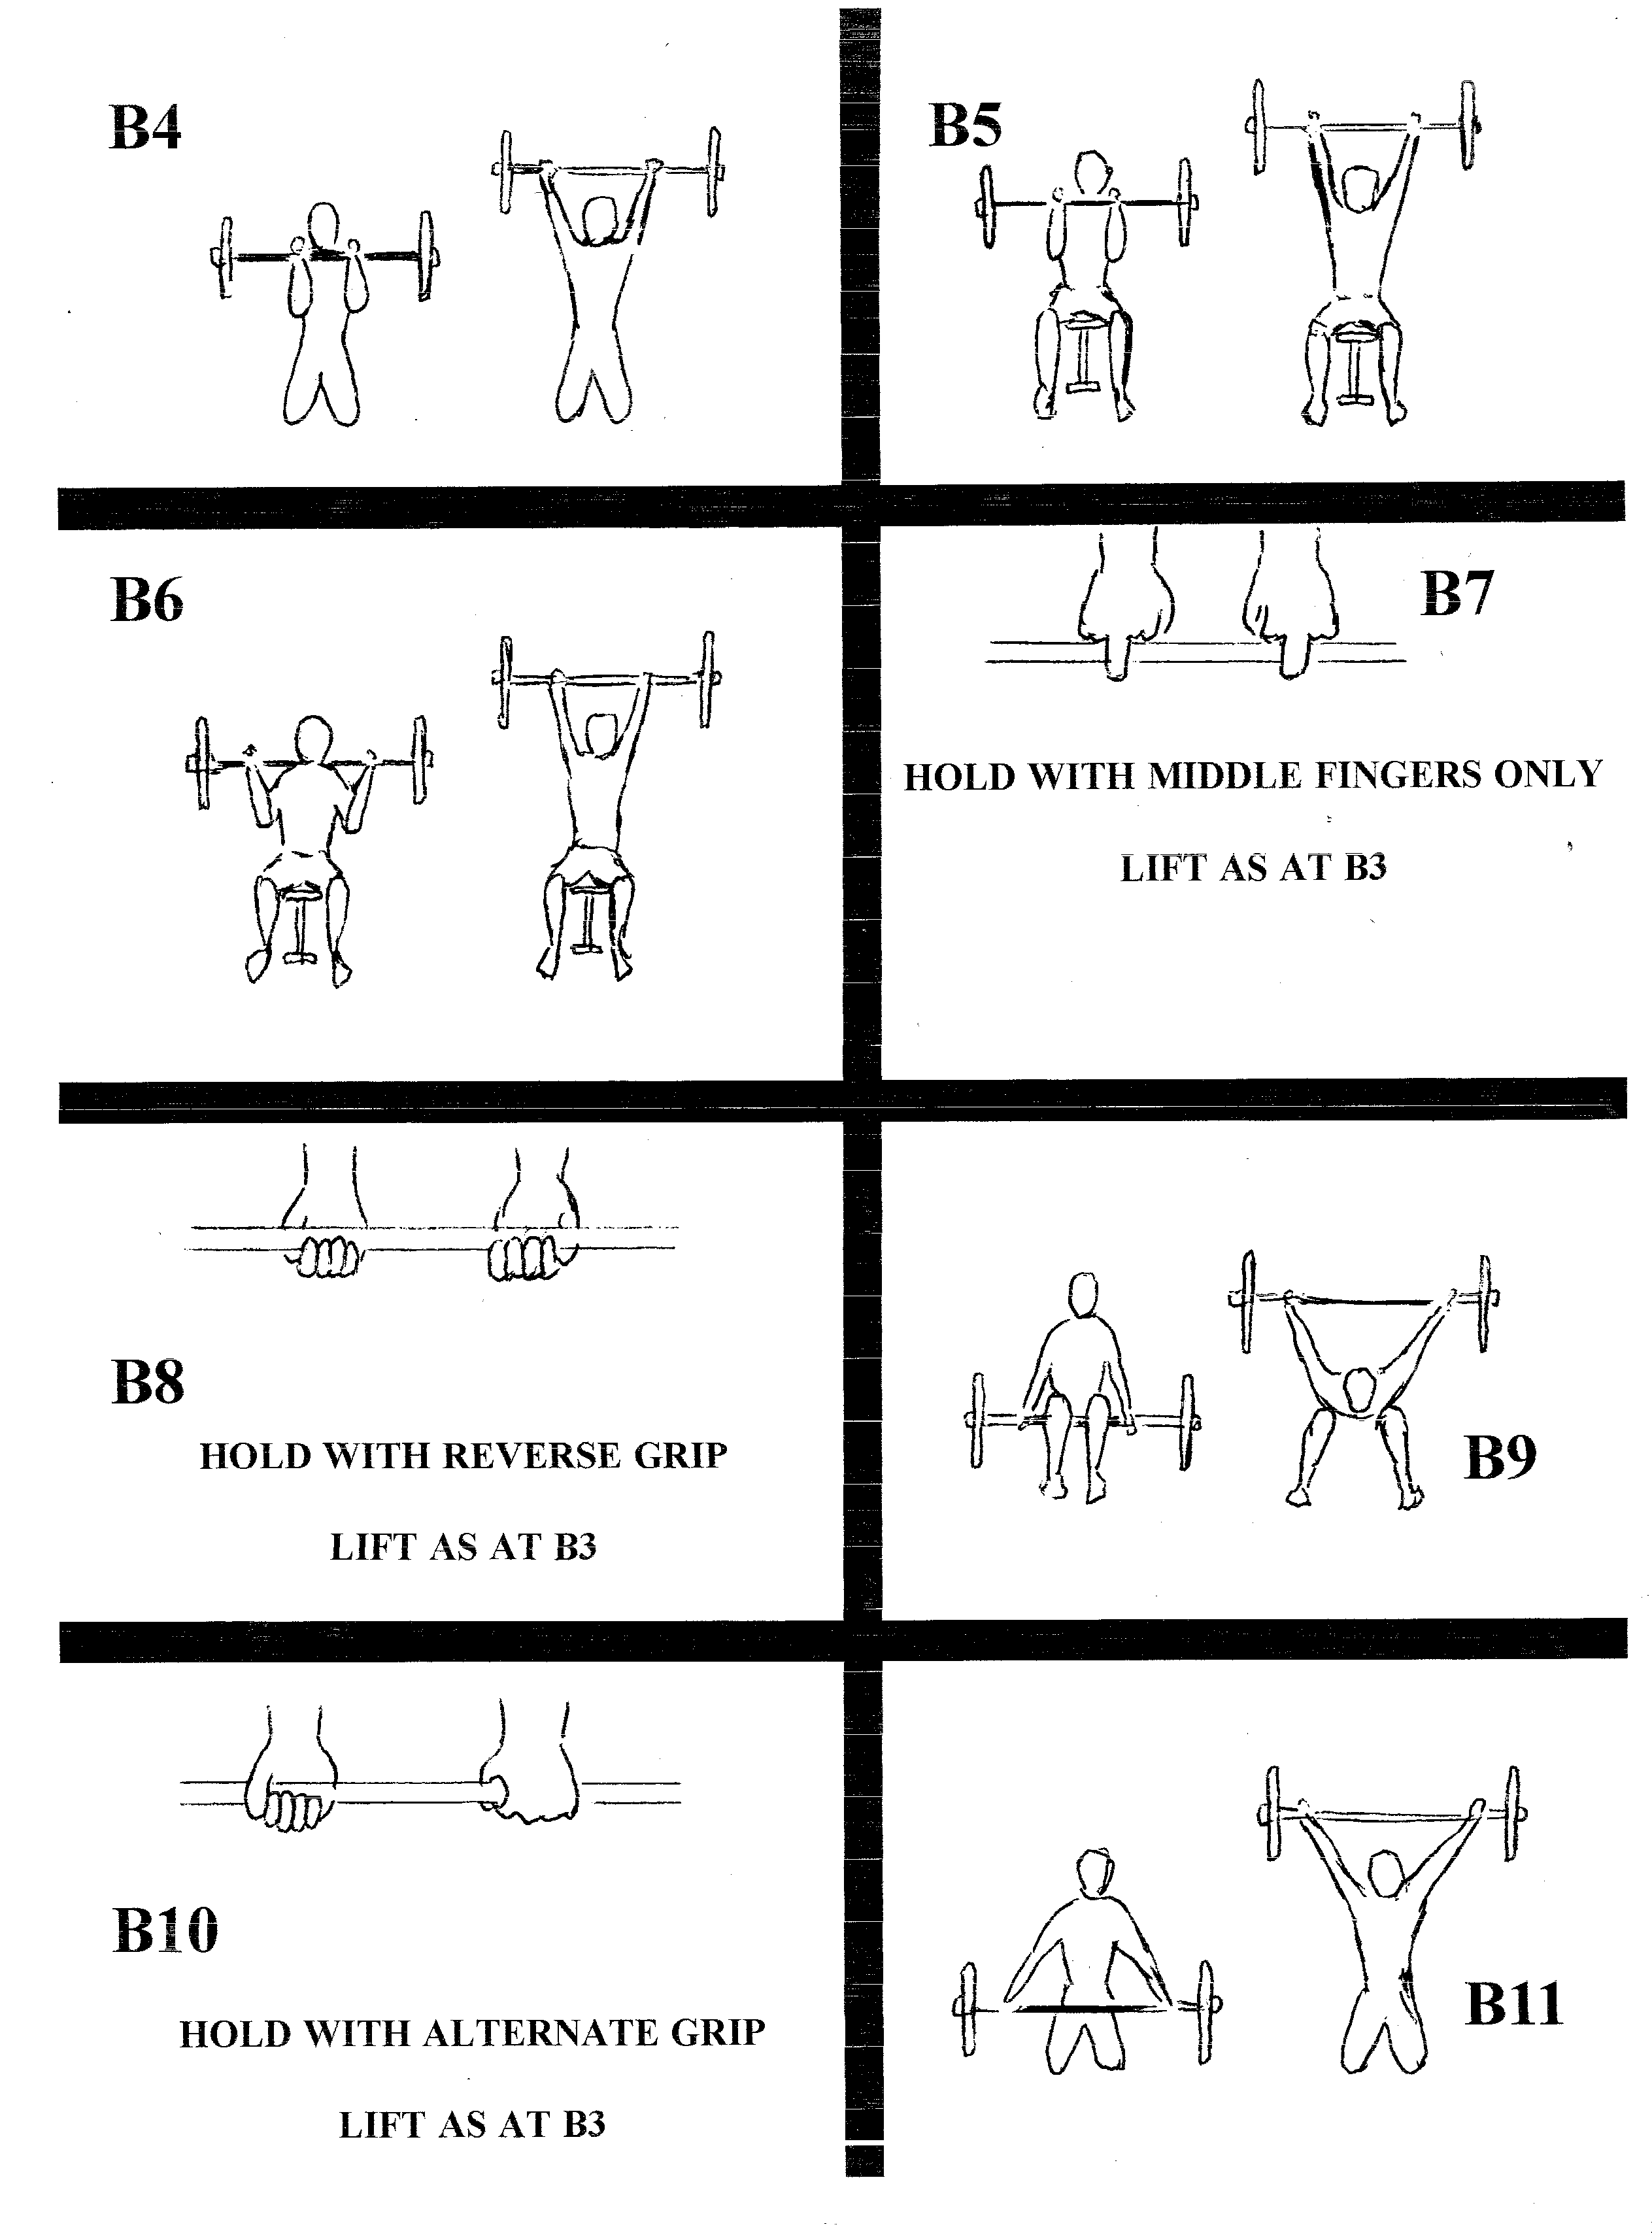 B4
B5
B6
B7
HOLD WITH MIDDLE FINGERS ONLY
LIFT AS AT B3
B8
HOLD WITH REVERSE GRIP
LIFT AS AT B3
B9
B10
HOLD WITH ALTERNATE GRIP
LIFT AS AT B3
B11